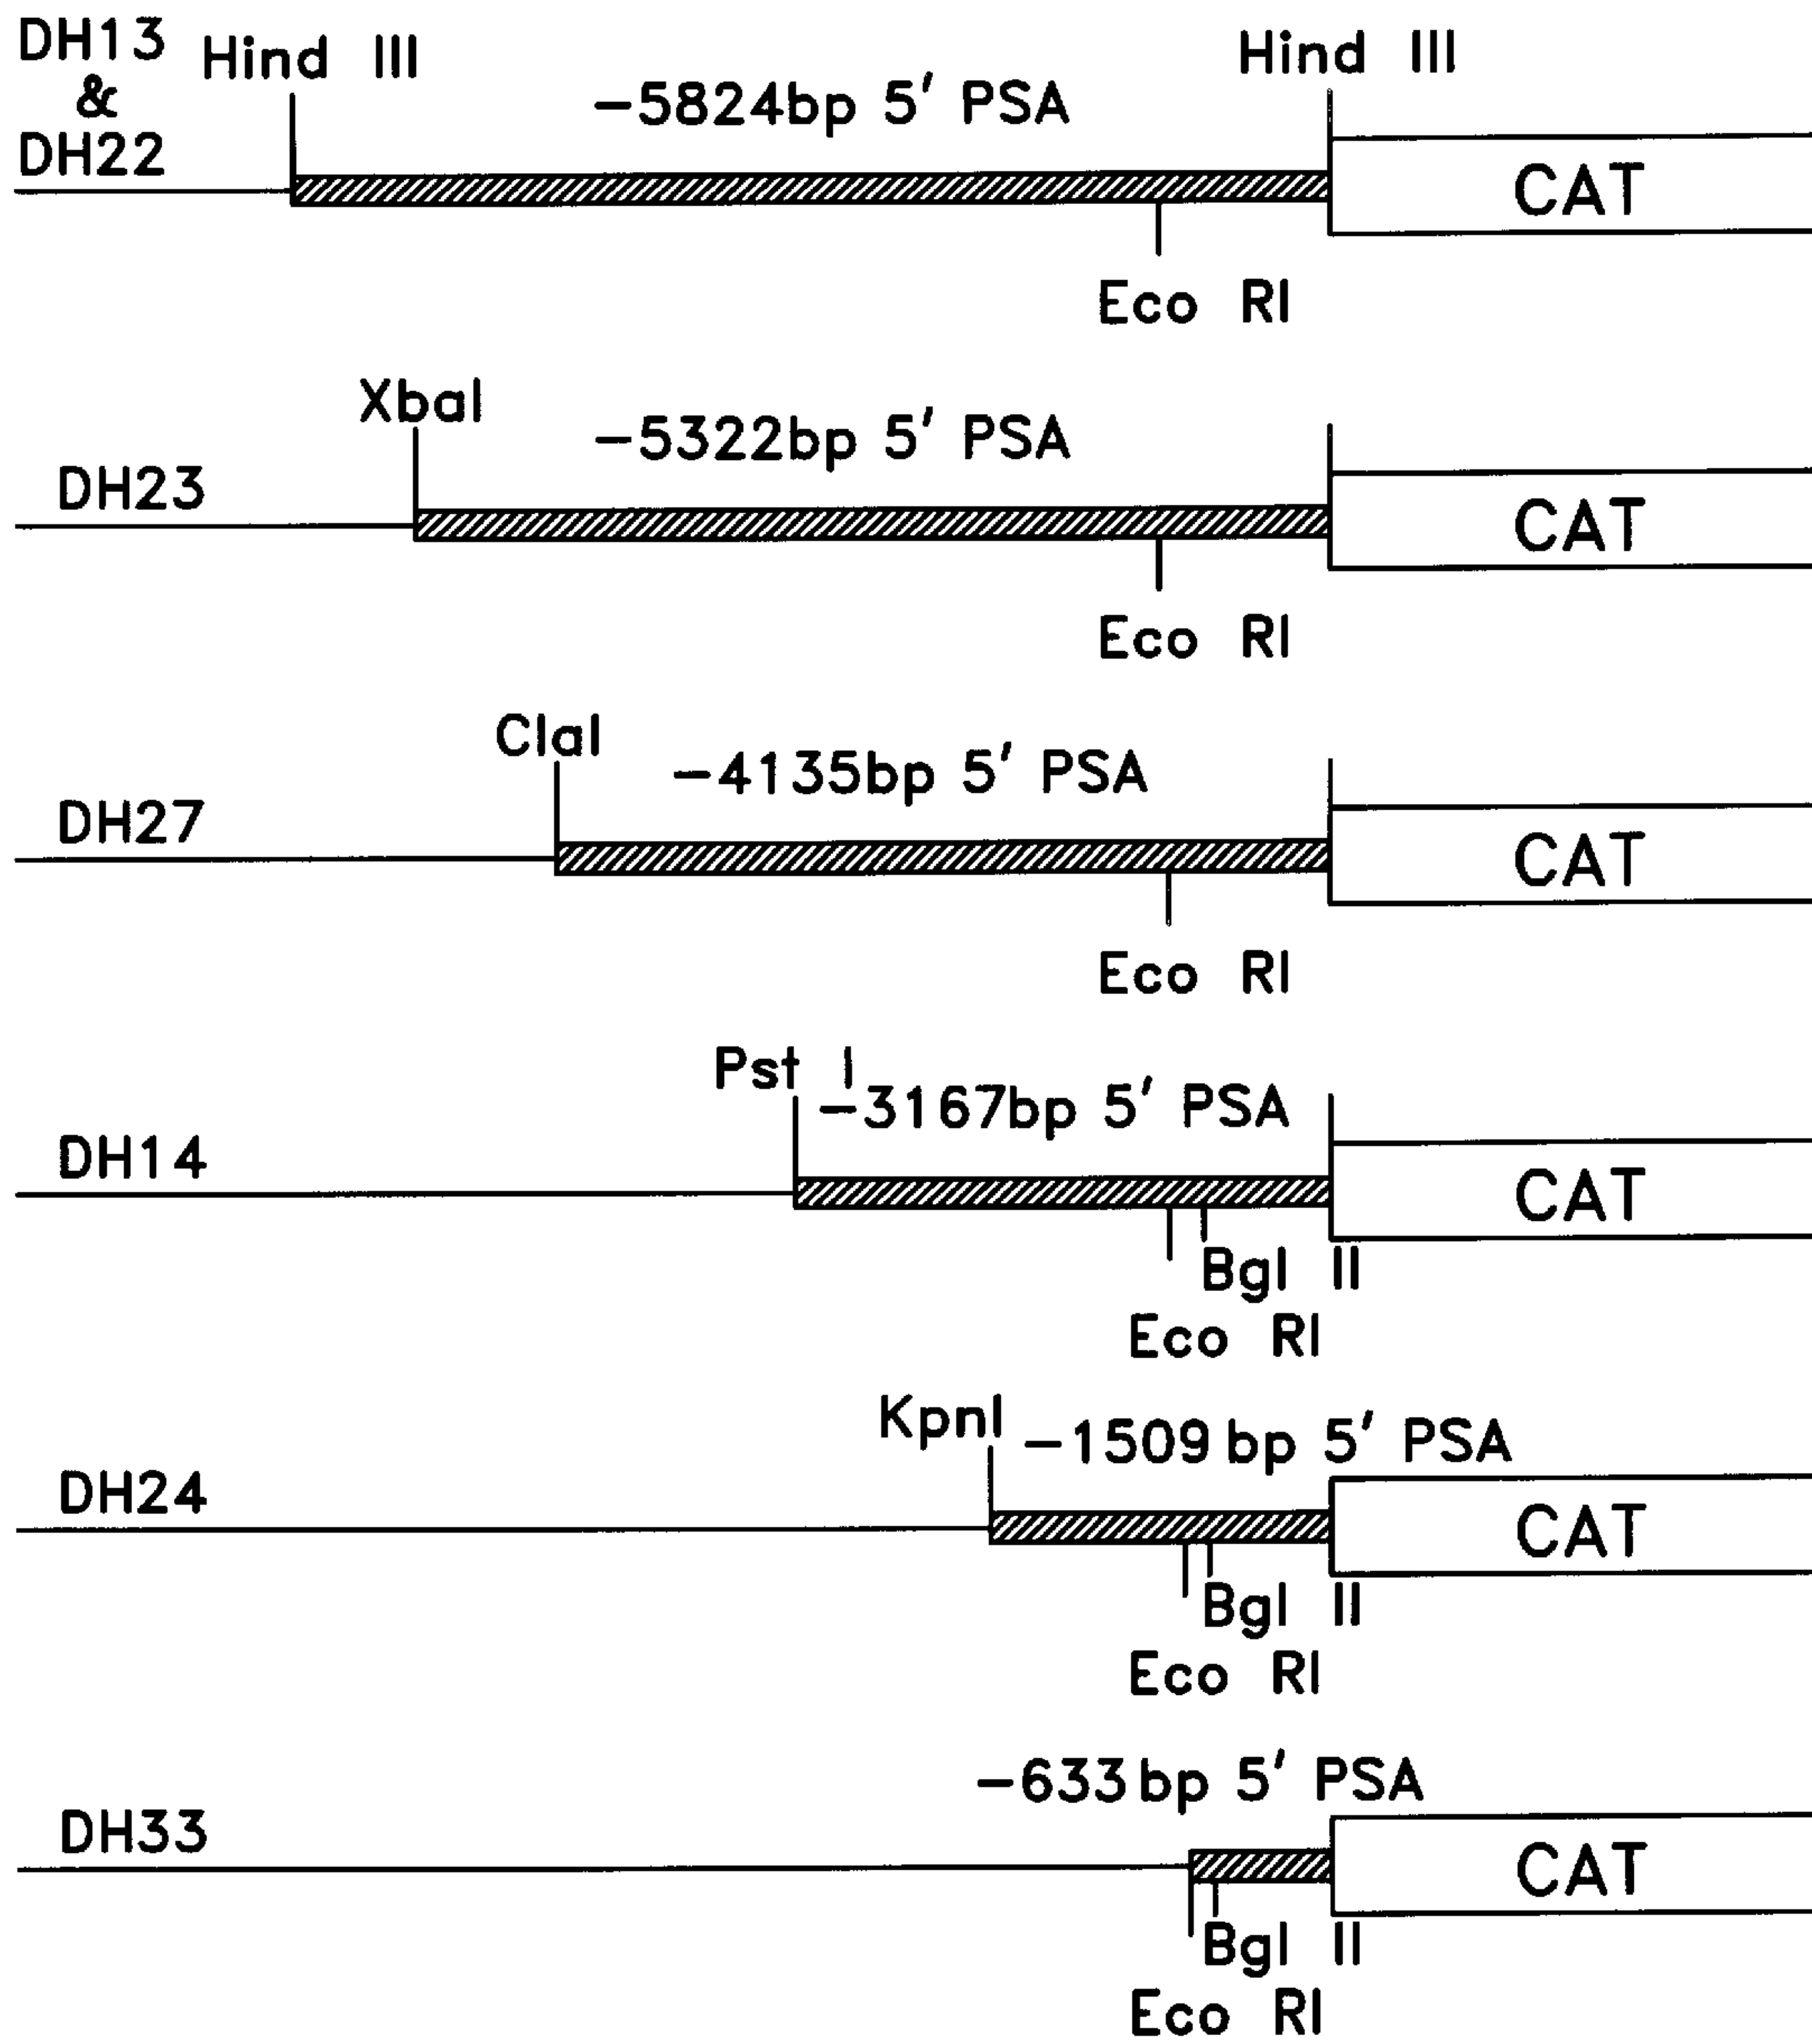 DH13
&
DH22
Hind III
-5824bp 5' PSA
Hind III
CAT
Eco RI
XbaI
-5322bp 5' PSA
DH23
CAT
Eco RI
ClaI
-4135bp 5' PSA
DH27
CAT
Eco RI
Pst I
-3167bp 5' PSA
DH14
CAT
Bgl II
Eco RI
KpnI
-1509 bp 5' PSA
DH24
CAT
Bgl II
Eco RI
-633 bp 5' PSA
DH33
CAT
Bgl II
Eco RI